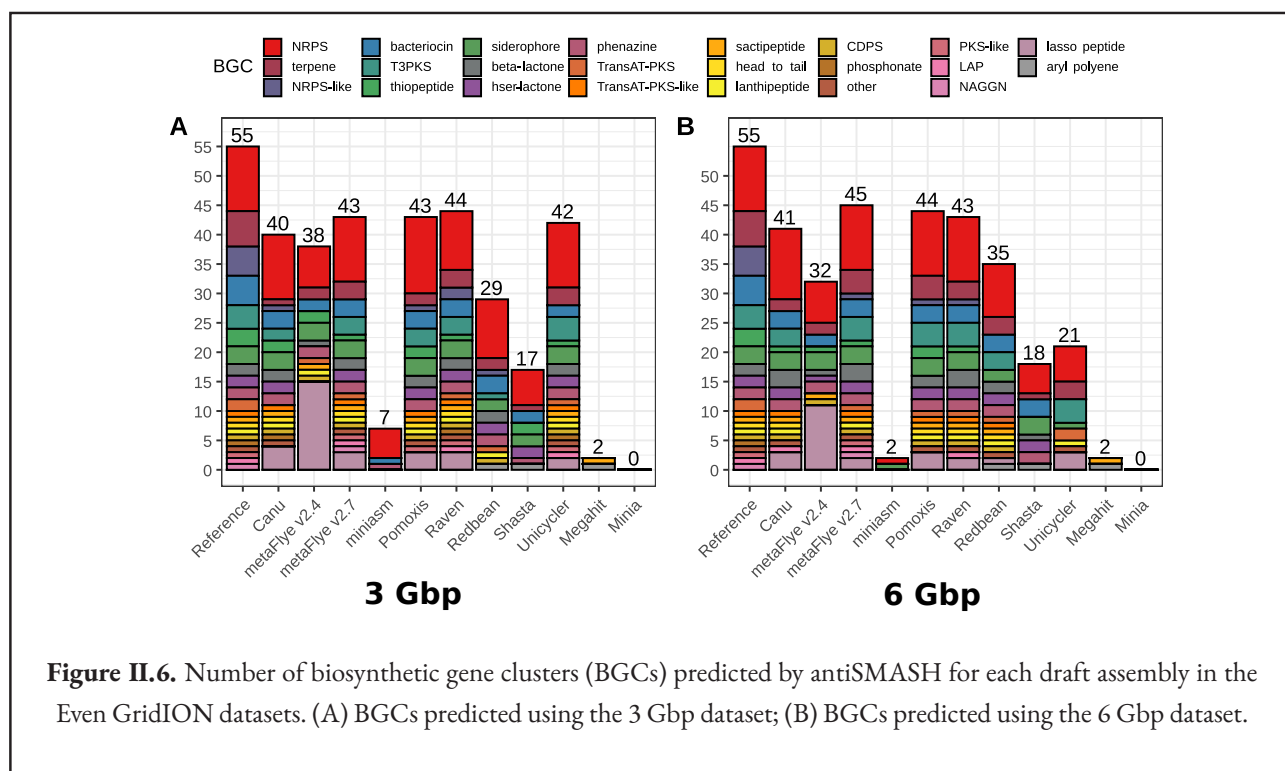 BGC
NRPS bacteriocin siderophore phenazine sactipeptide CDPS PKS-like lasso peptide
terpene T3PKS beta-lactone TransAT-PKS head to tail phosphonate LAP aryl polyene
NRPS-like thiopeptide hser-lactone TransAT-PKS-like lanthipeptide other NAGGN
A
55
50
45
40
35
30
25
20
15
10
5
0
55 40 38 43 7 43 44 29 17 42 2 0
Reference Canu metaFlye v2.4 metaFlye v2.7 miniasm Pomoxis Raven Redbean Shasta Unicycler Megahit Minia
3 Gbp
B
55
50
45
40
35
30
25
20
15
10
5
0
55 41 32 45 2 44 43 35 18 21 2 0
Reference Canu metaFlye v2.4 metaFlye v2.7 miniasm Pomoxis Raven Redbean Shasta Unicycler Megahit Minia
6 Gbp
Figure II.6. Number of biosynthetic gene clusters (BGCs) predicted by antiSMASH for each draft assembly in the
Even GridION datasets. (A) BGCs predicted using the 3 Gbp dataset; (B) BGCs predicted using the 6 Gbp dataset.